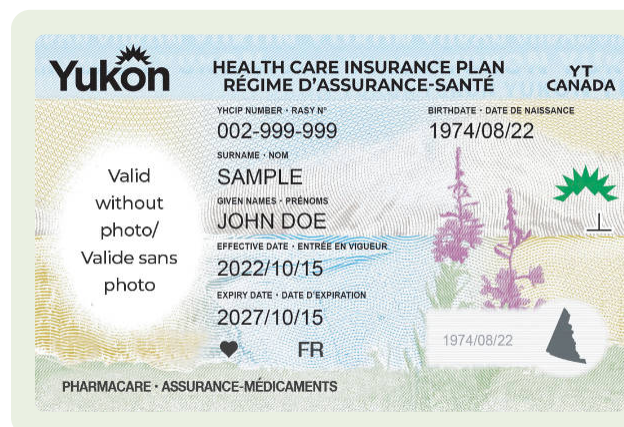 Yukon
HEALTH CARE INSURANCE PLAN
RÉGIME D'ASSURANCE-SANTÉ
YT
CANADA
YHCIP NUMBER · RASY Nº
BIRTHDATE · DATE DE NAISSANCE
002-999-999
1974/08/22
SURNAME · NOM
SAMPLE
GIVEN NAMES · PRÉNOMS
JOHN DOE
EFFECTIVE DATE · ENTRÉE EN VIGUEUR
2022/10/15
EXPIRY DATE · DATE D'EXPIRATION
2027/10/15
FR
Valid
without
photo/
Valide sans
photo
1974/08/22
PHARMACARE · ASSURANCE-MÉDICAMENTS